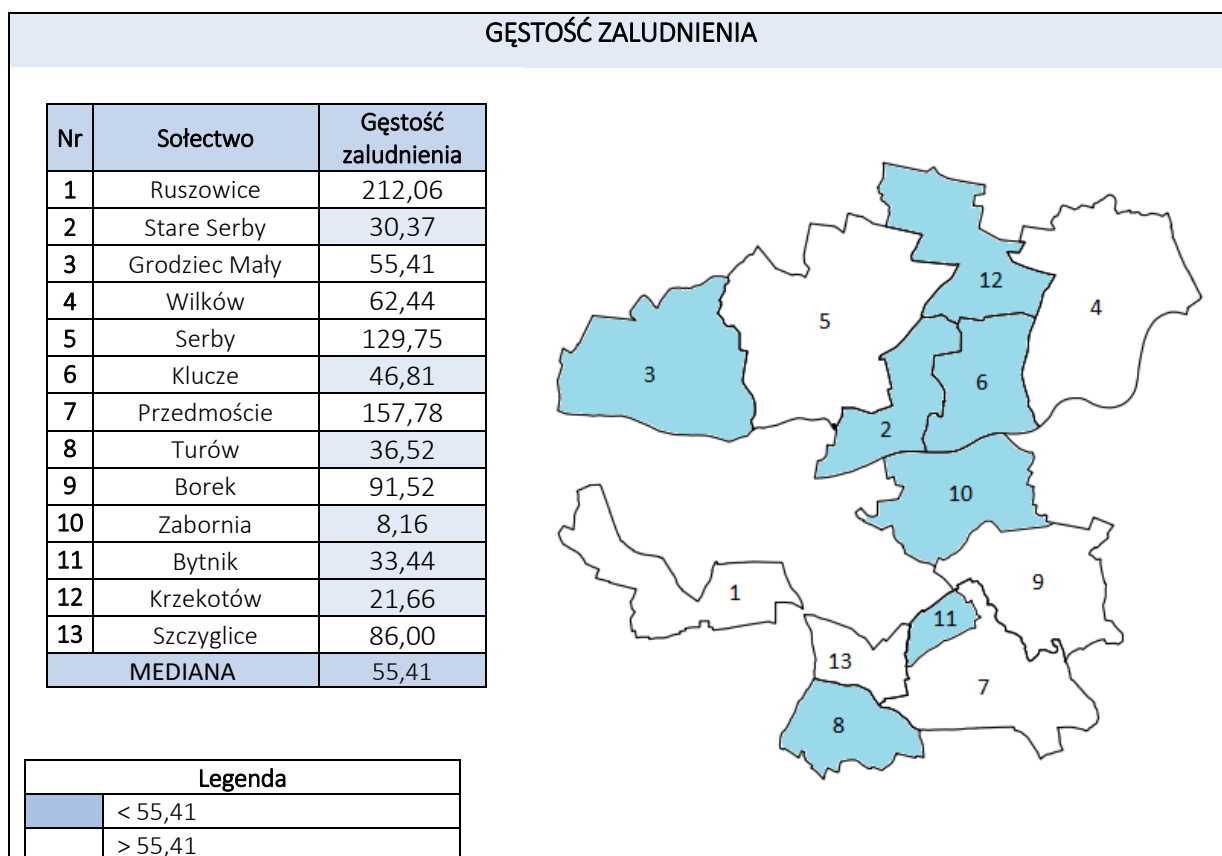 GĘSTOŚĆ ZALUDNIENIA
Nr Sołectwo Gęstość zaludnienia
1 Ruszowice 212,06
2 Stare Serby 30,37
3 Grodziec Mały 55,41
4 Wilków 62,44
5 Serby 129,75
6 Klucze 46,81
7 Przedmoście 157,78
8 Turów 36,52
9 Borek 91,52
10 Zabornia 8,16
11 Bytnik 33,44
12 Krzekotów 21,66
13 Szczyglice 86,00
MEDIANA 55,41
12
4
5
3
6
2
10
9
1
11
13
7
8
Legenda
< 55,41
> 55,41